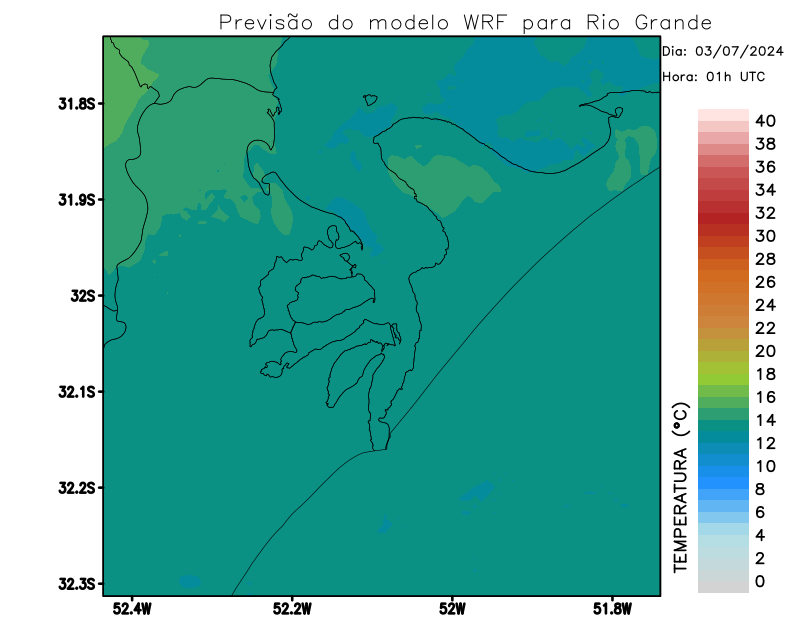 Previsão do modelo WRF para Rio Grande
Dia: 03/07/2024
Hora: 01h UTC
31.8S
31.9S
32S
32.1S
32.2S
32.3S
52.4W
52.2W
52W
51.8W
TEMPERATURA (°C)
40
38
36
34
32
30
28
26
24
22
20
18
16
14
12
10
8
6
4
2
0